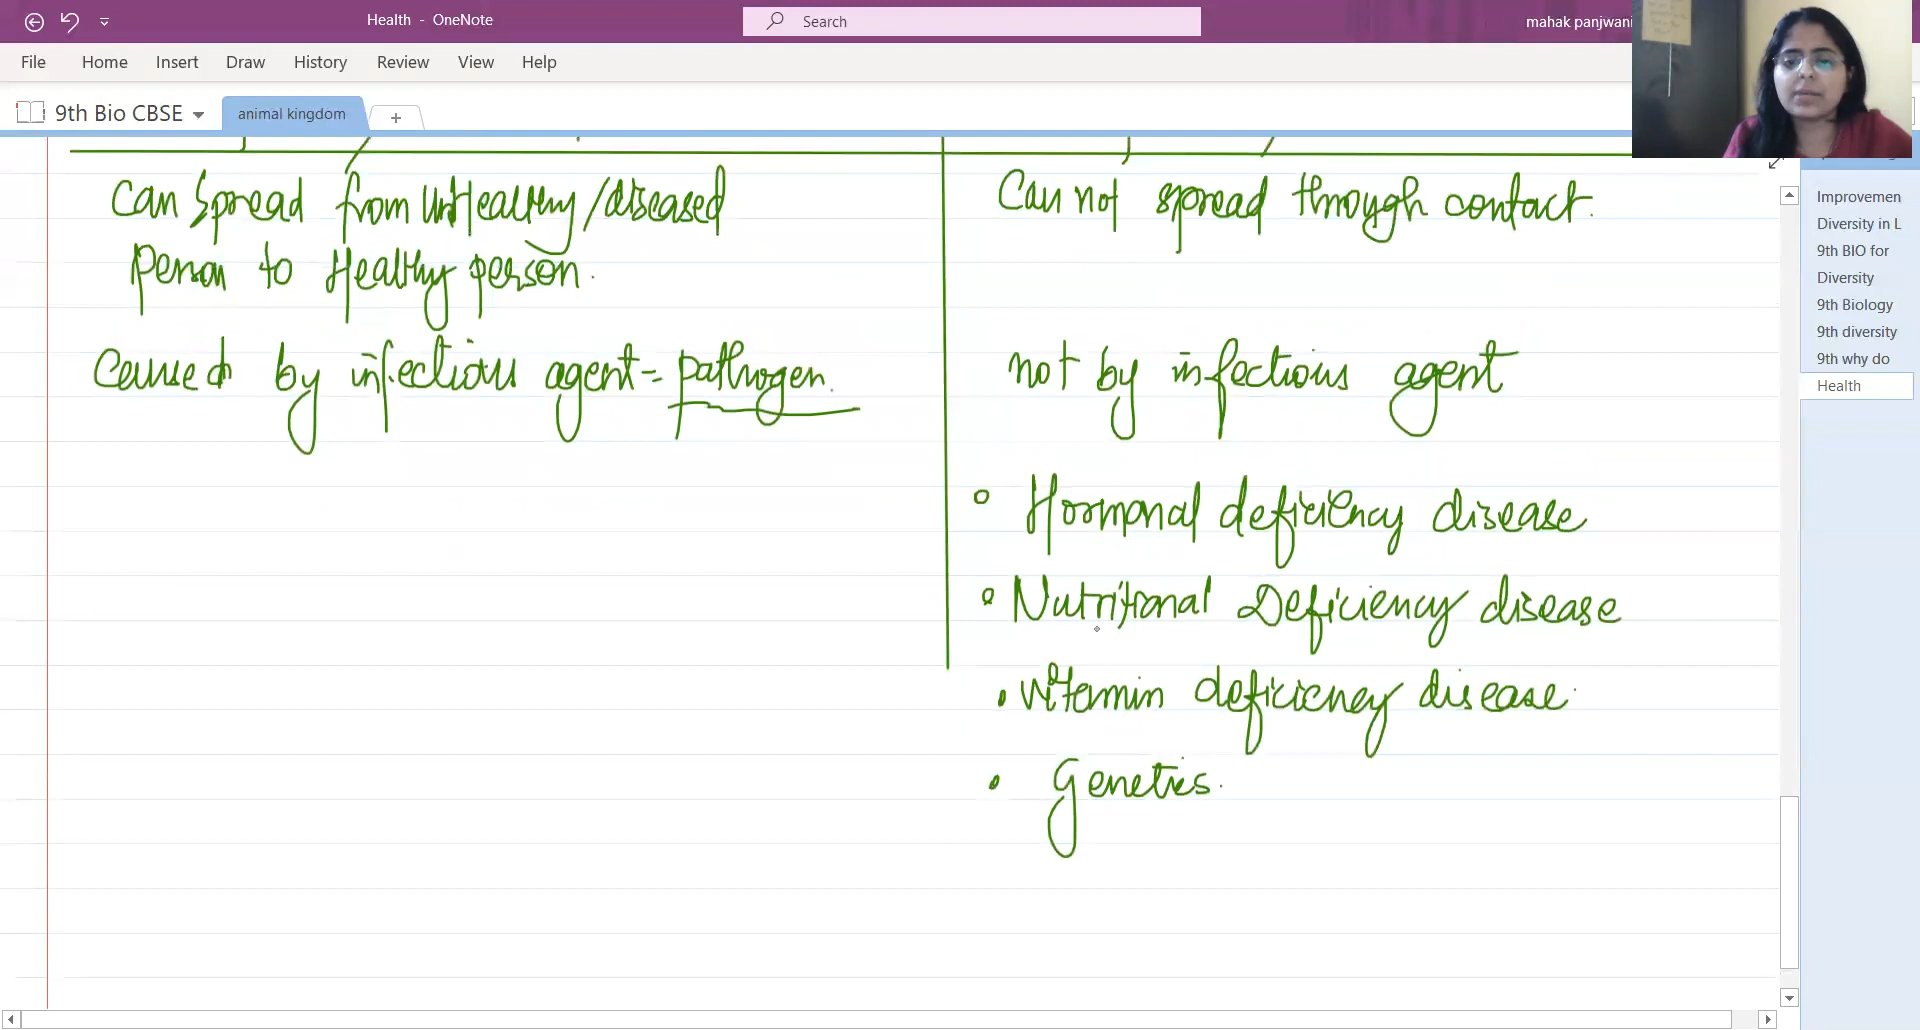 Health - OneNote
Search
mahak panjwani
File Home Insert Draw History Review View Help
9th Bio CBSE
animal kingdom
+
Can spread from UnHealthy/diseased
Person to Healthy person.
Caused by infectious agent = pathogen.
Can not spread through contact.
not by infectious agent
Hormonal deficiency disease
Nutritional Deficiency disease
• Vitamin deficiency disease.
• Genetics.
Improvemen
Diversity in L
9th BIO for
Diversity
9th Biology
9th diversity
9th why do
Health